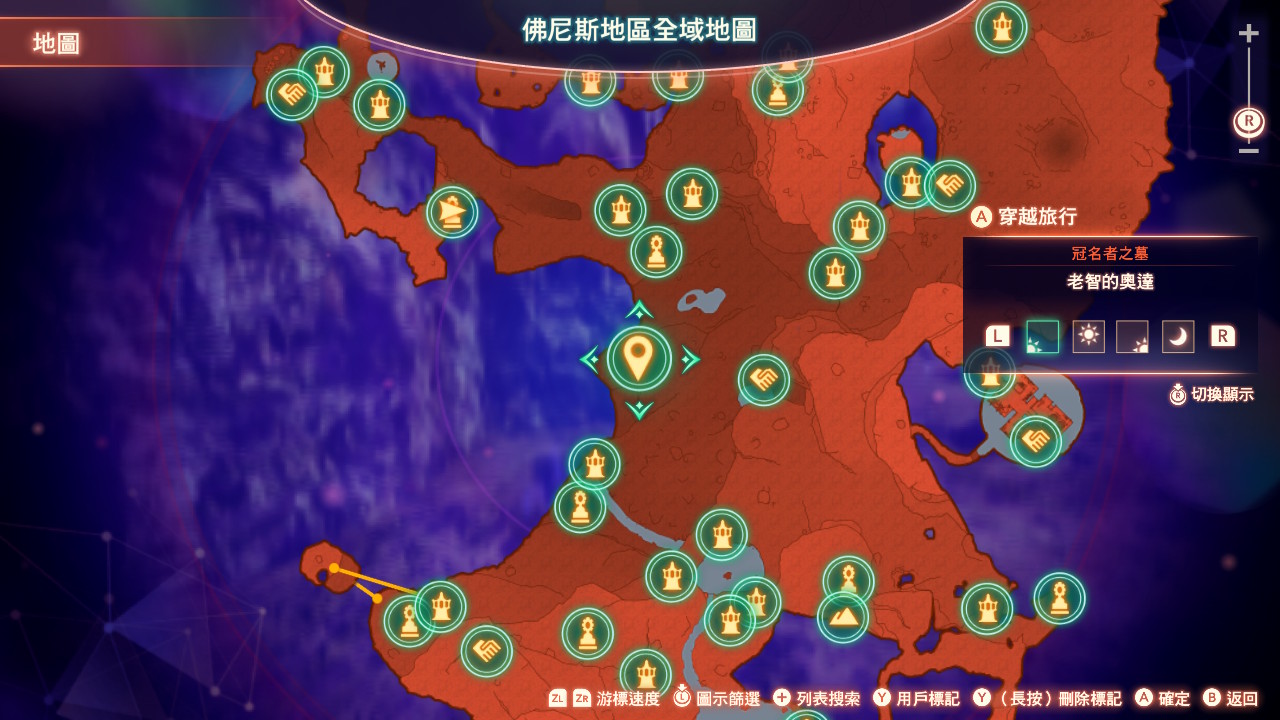 佛尼斯地區全域地圖
地圖
R
A 穿越旅行
冠名者之墓
老智的奧達
L R
R 切換顯示
ZL ZR 游標速度 L 圖示篩選 列表搜索 Y 用戶標記 Y （長按）刪除標記 A 確定 B 返回